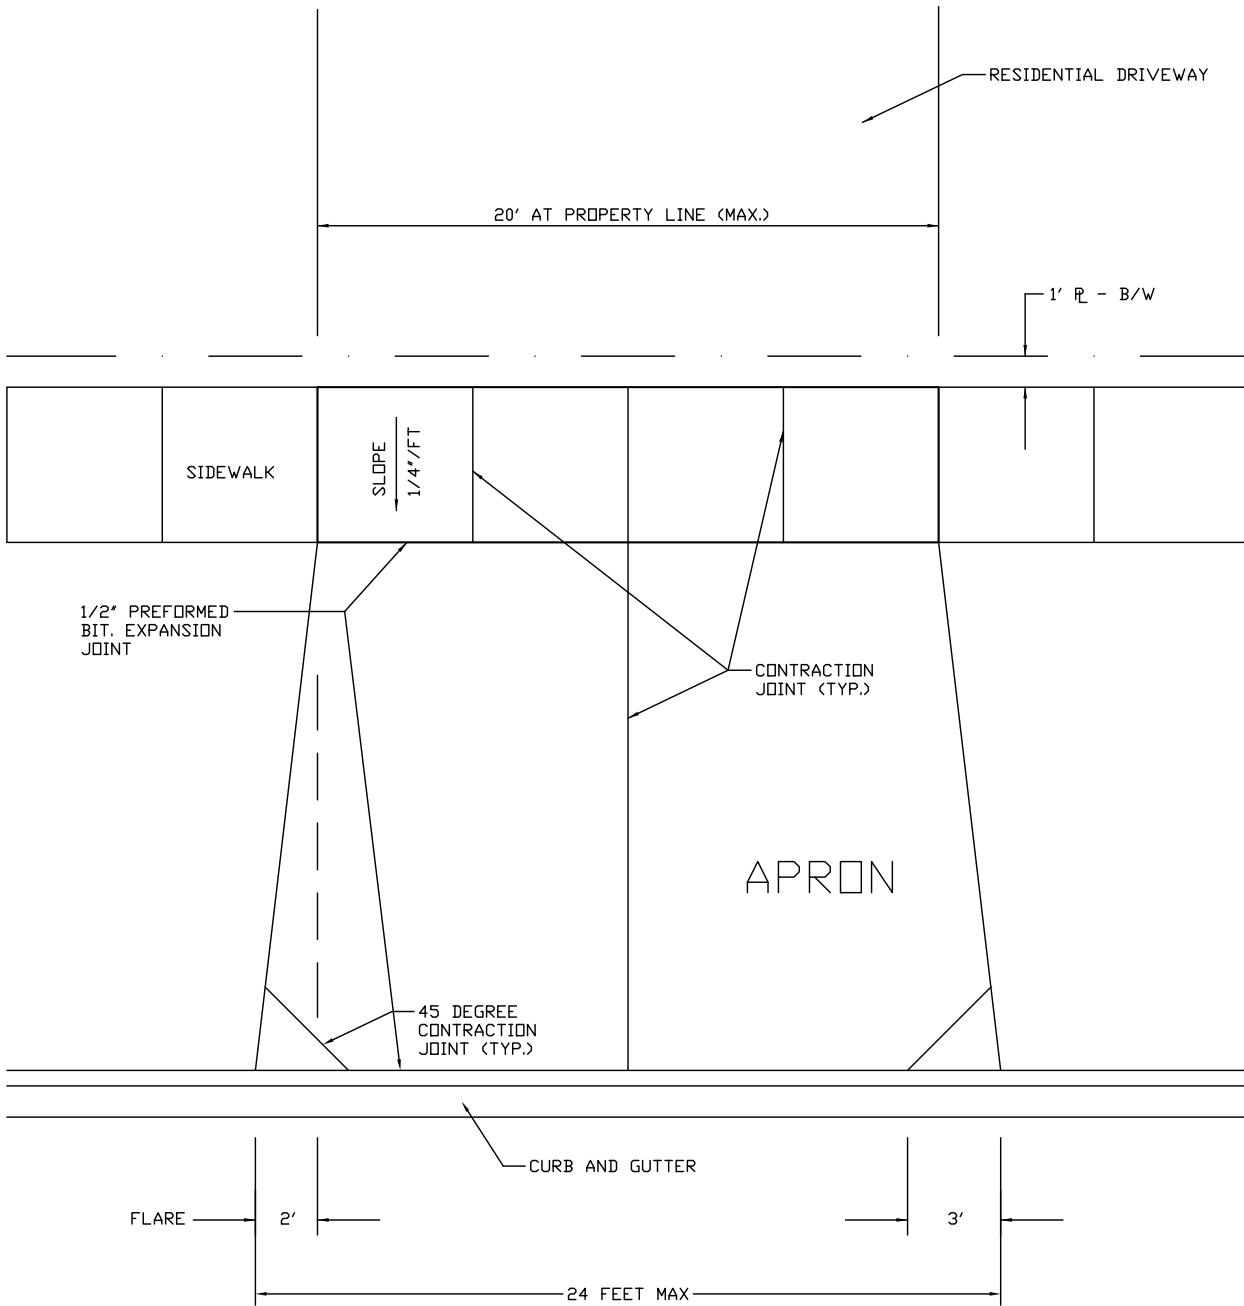 RESIDENTIAL DRIVEWAY
20' AT PROPERTY LINE (MAX.)
1' ⅊ - B/W
SIDEWALK
SLOPE
1/4"/FT
1/2" PREFORMED
BIT. EXPANSION
JOINT
CONTRACTION
JOINT (TYP.)
APRON
45 DEGREE
CONTRACTION
JOINT (TYP.)
CURB AND GUTTER
FLARE
2'
3'
24 FEET MAX